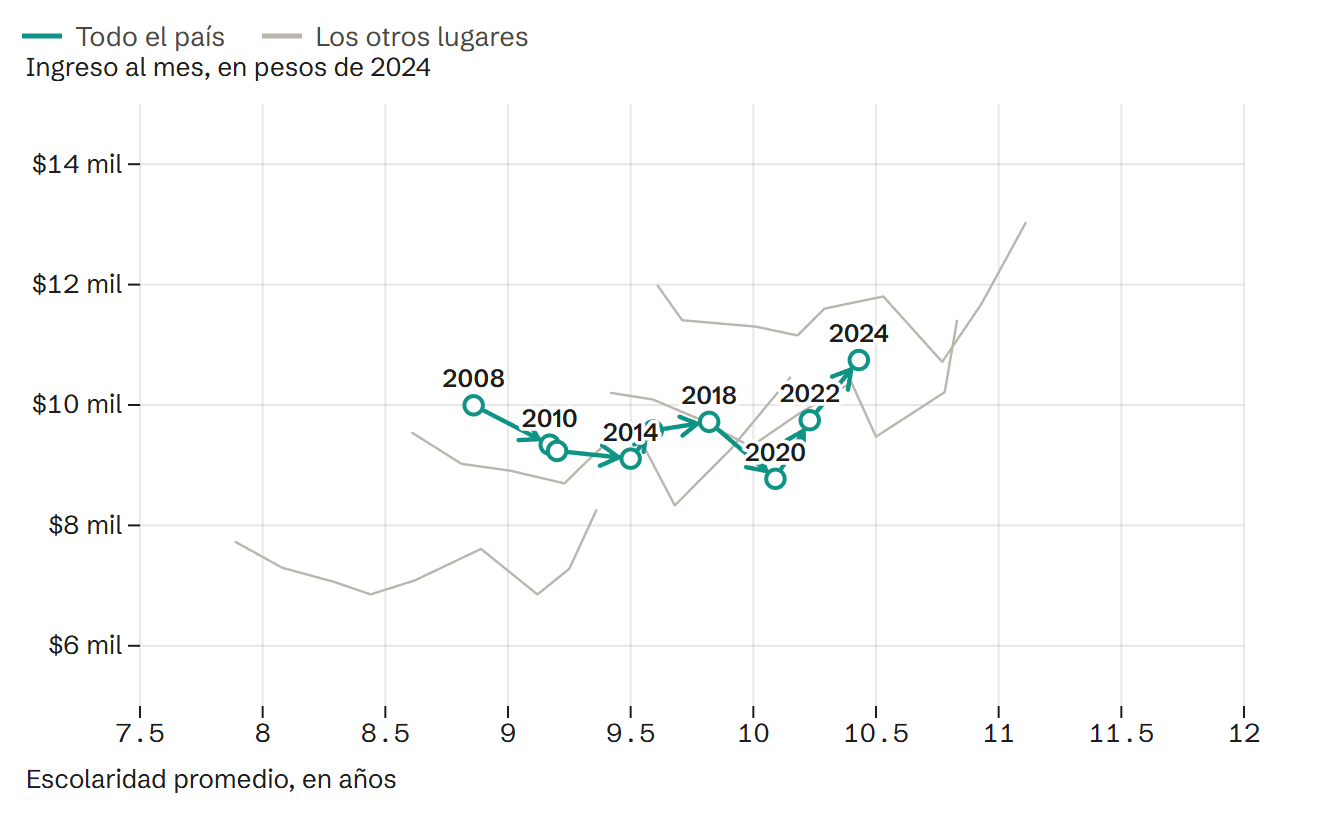 Todo el país Los otros lugares
Ingreso al mes, en pesos de 2024
$14 mil
$12 mil
$10 mil
$8 mil
$6 mil
2008
2010
2014
2018
2020
2022
2024
7.5 8 8.5 9 9.5 10 10.5 11 11.5 12
Escolaridad promedio, en años